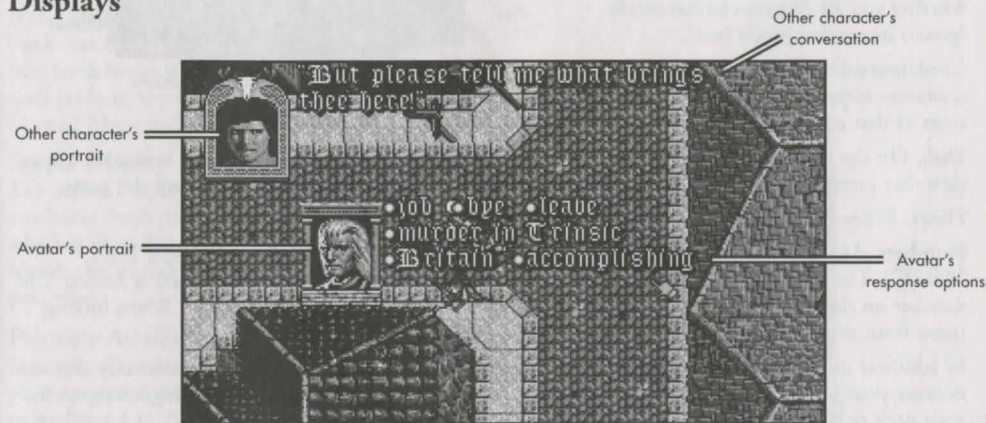 Displays
Other character's
conversation
"But please tell me what brings
thee here!"
Other character's
portrait
job bye leave
murder in Trinsic
Britain accomplishing
Avatar's portrait
Avatar's
response options